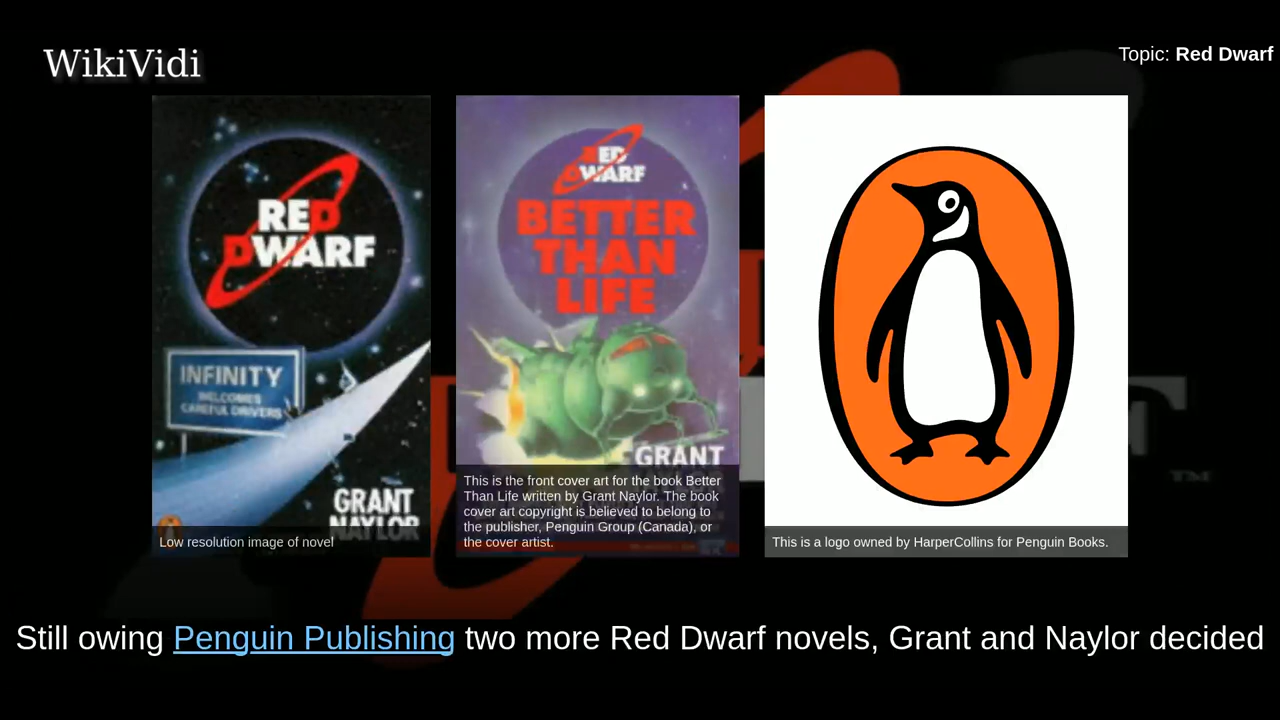 WikiVidi
Topic: Red Dwarf
RED
DWARF
INFINITY
WELCOMES
CAREFUL DRIVERS
GRANT
NAYLOR
Low resolution image of novel
RED
DWARF
BETTER
THAN
LIFE
GRANT
This is the front cover art for the book Better
Than Life written by Grant Naylor. The book
cover art copyright is believed to belong to
the publisher, Penguin Group (Canada), or
the cover artist.
This is a logo owned by HarperCollins for Penguin Books.
TM
Still owing Penguin Publishing two more Red Dwarf novels, Grant and Naylor decided